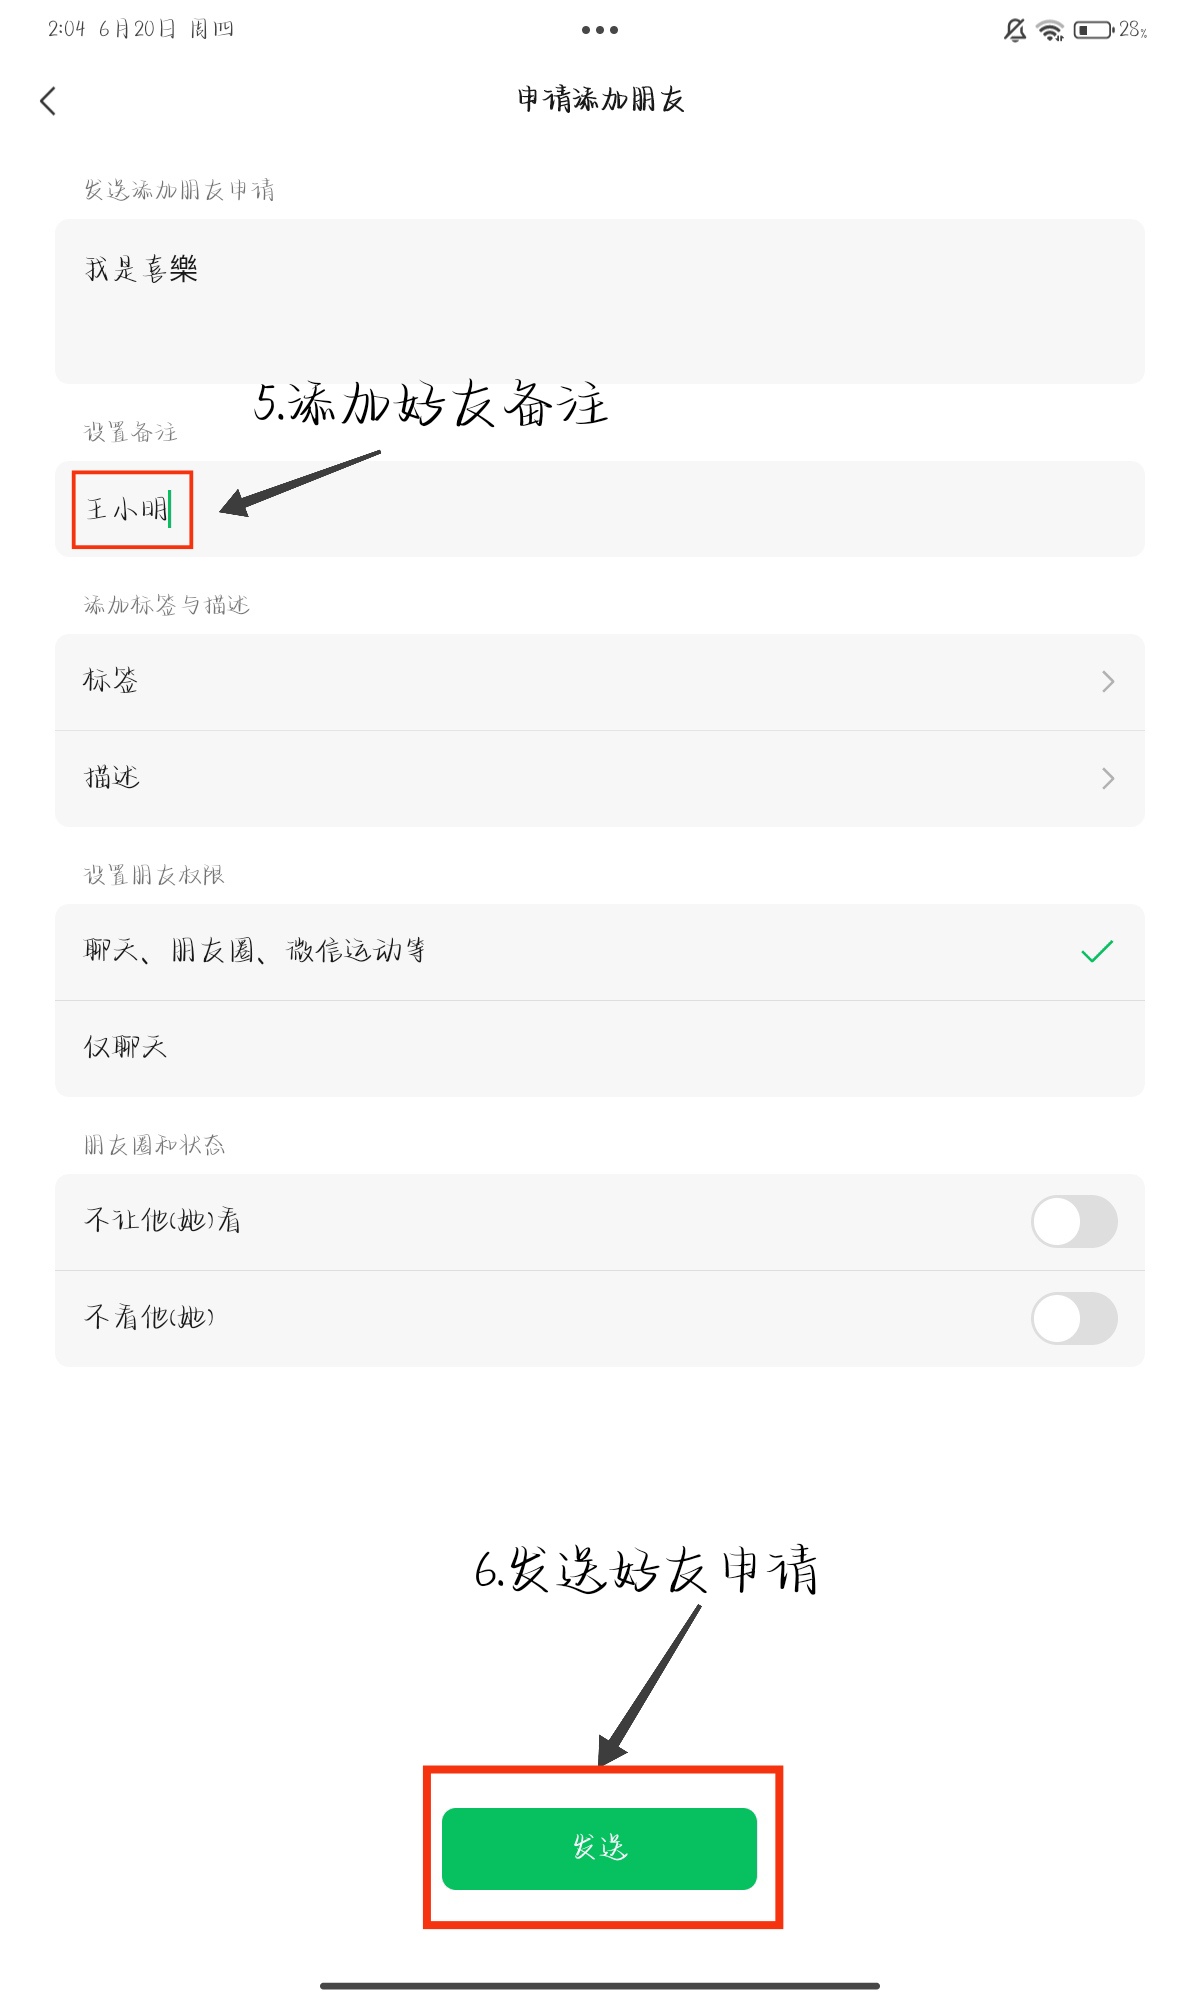 2:04 6月20日 周四
28%
申请添加朋友
发送添加朋友申请
我是喜樂
5.添加好友备注
设置备注
王小明
添加标签与描述
标签
描述
设置朋友权限
聊天、朋友圈、微信运动等
仅聊天
朋友圈和状态
不让他(她)看
不看他(她)
6.发送好友申请
发送